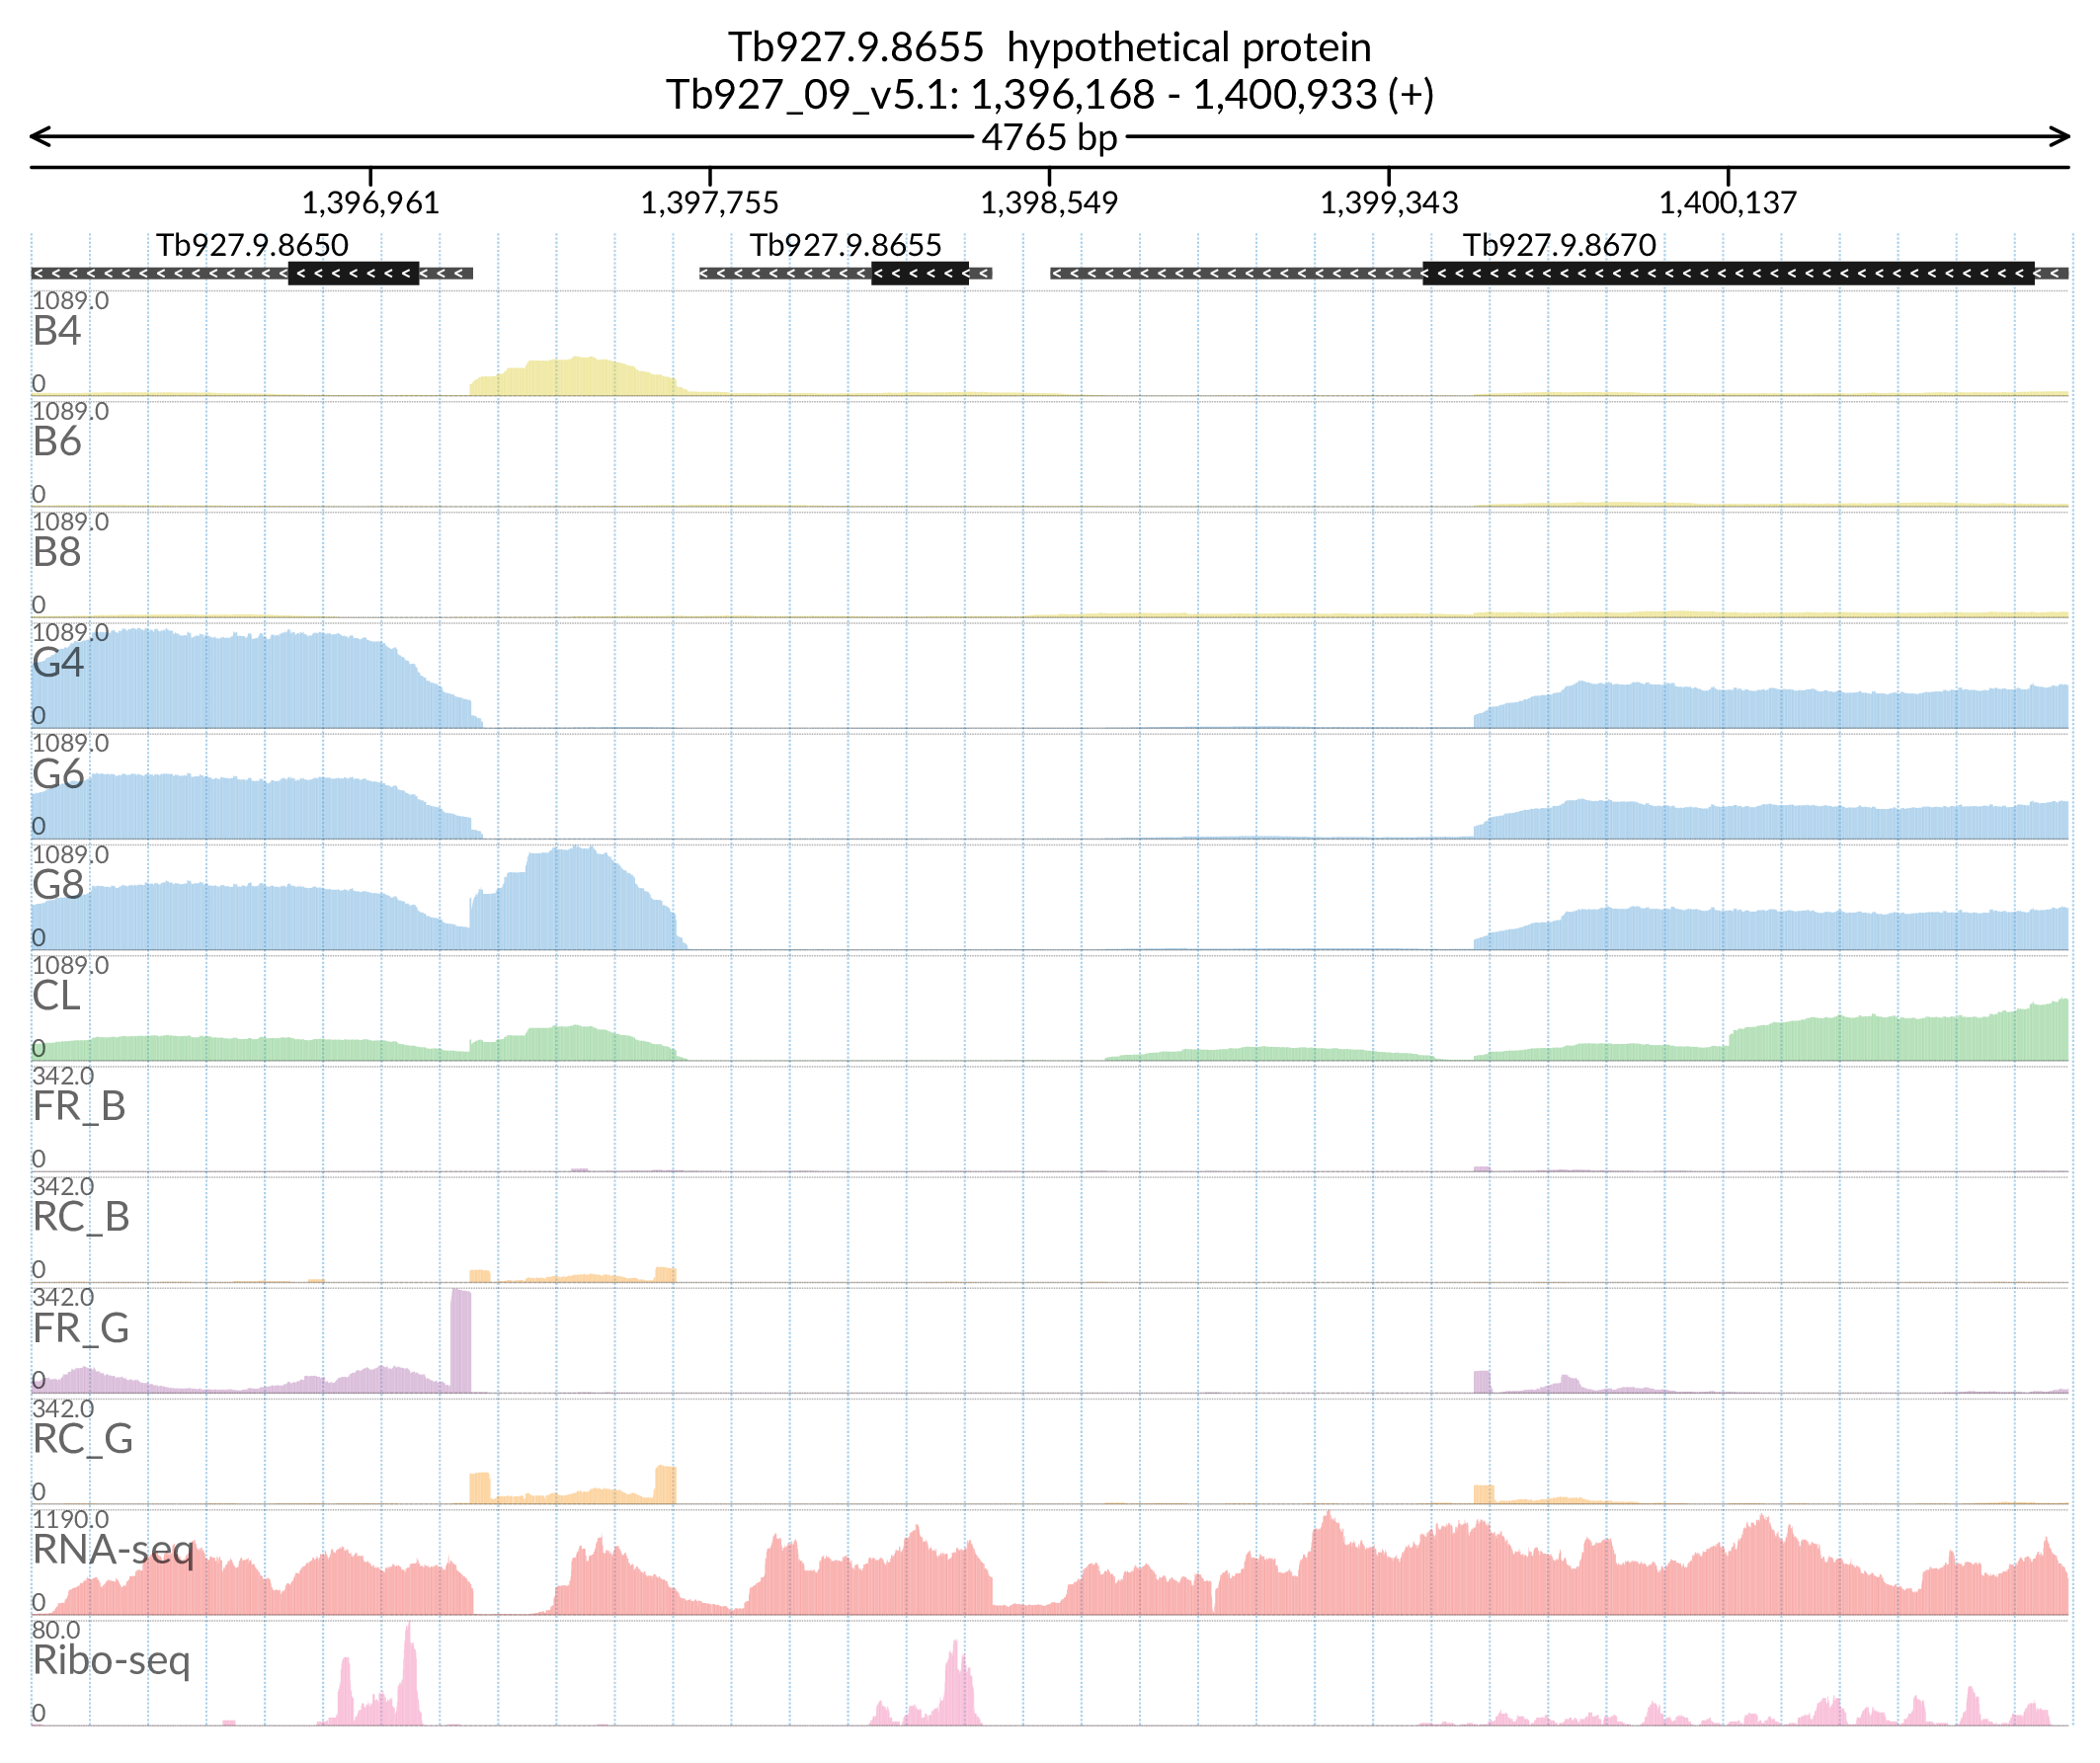 Tb927.9.8655 hypothetical protein
Tb927_09_v5.1: 1,396,168 - 1,400,933 (+)
4765 bp
1,396,961 1,397,755 1,398,549 1,399,343 1,400,137
Tb927.9.8650 Tb927.9.8655 Tb927.9.8670
1089.0
B4
0
1089.0
B6
0
1089.0
B8
0
1089.0
G4
0
1089.0
G6
0
1089.0
G8
0
1089.0
CL
0
342.0
FR_B
0
342.0
RC_B
0
342.0
FR_G
0
342.0
RC_G
0
1190.0
RNA-seq
0
80.0
Ribo-seq
0